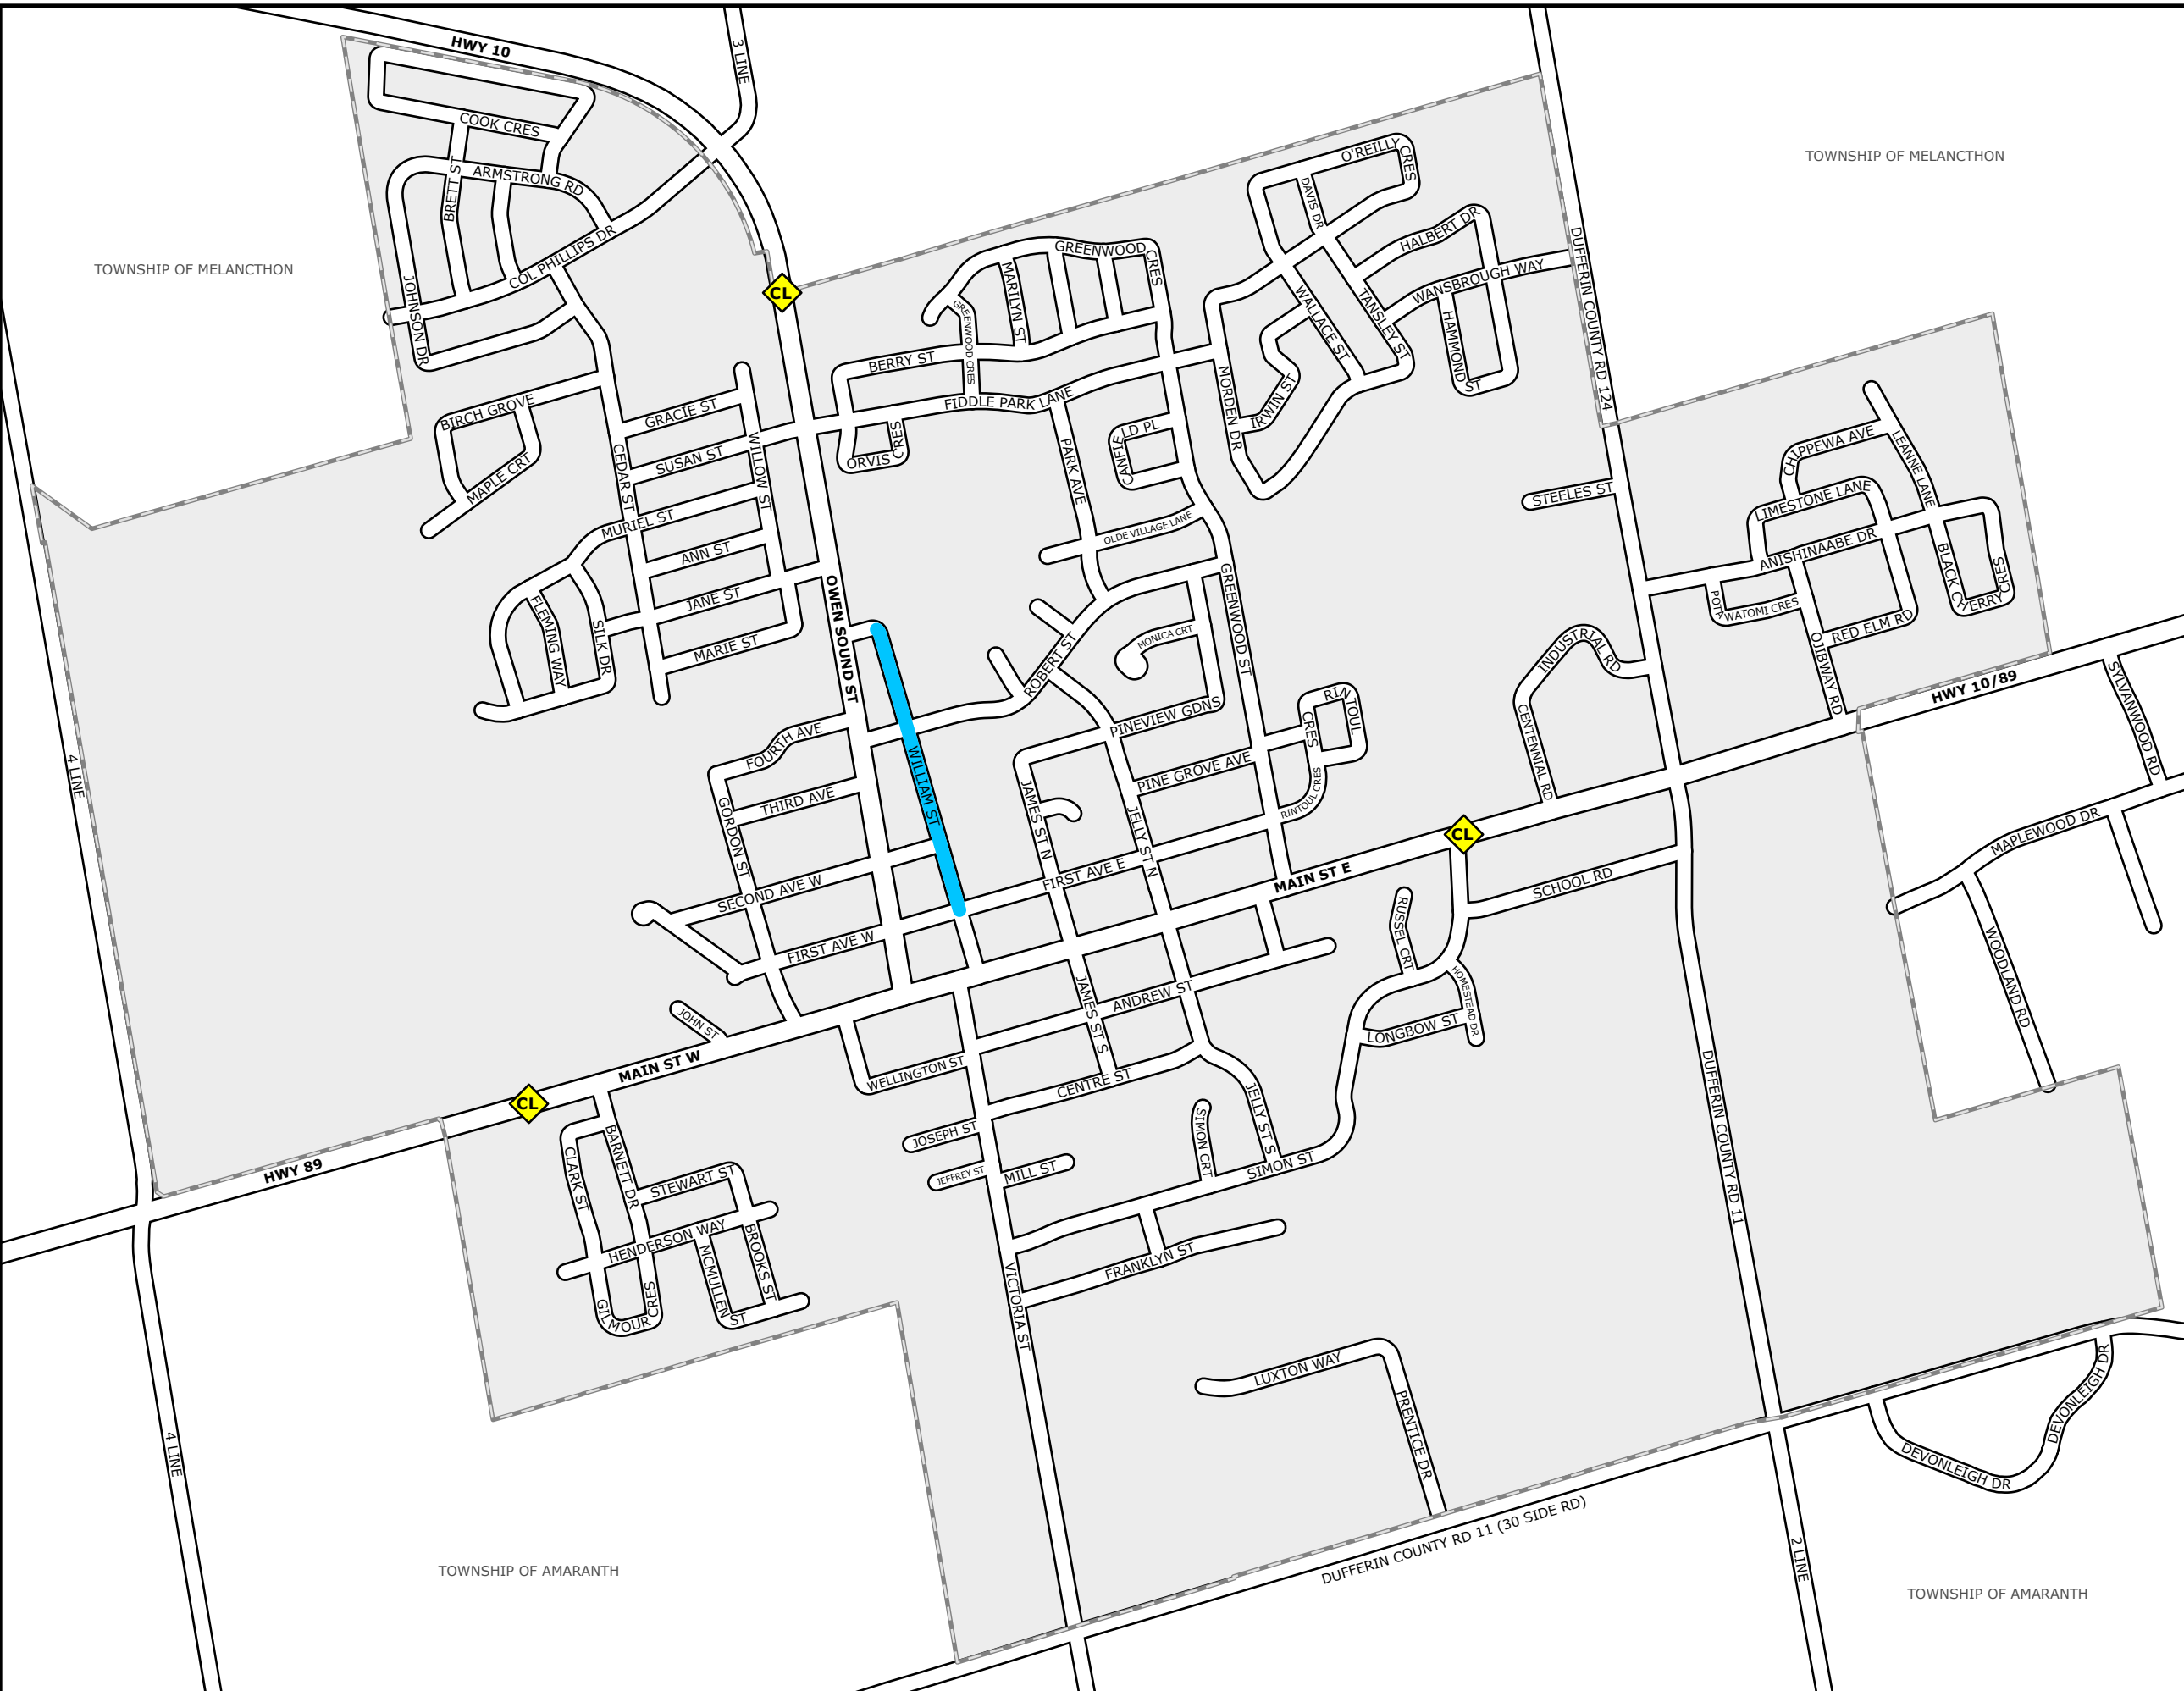 HWY 10
3 LINE
COOK CRES
TOWNSHIP OF MELANCTHON
O'REILLY
CRES
BRETT ST
ARMSTRONG RD
DAVIS DR
COL PHILLIPS DR
HALBERT DR
TOWNSHIP OF MELANCTHON
JOHNSON DR
GREENWOOD
CRES
MARILYN ST
GREENWOOD CRES
CL
WALLACE ST
TANSLEY ST
WANSBROUGH WAY
HAMMOND ST
DUFFERIN COUNTY RD 124
BERRY ST
FIDDLE PARK LANE
MORDEN DR
IRWIN ST
BIRCH GROVE
MAPLE CRT
GRACIE ST
SUSAN ST
CEDAR ST
WILLOW ST
ORVIS CRES
PARK AVE
CANFIELD PL
CHIPPEWA AVE
LEANNE LANE
MURIEL ST
ANN ST
JANE ST
MARIE ST
OLDE VILLAGE LANE
STEELES ST
LIMESTONE LANE
ANISHINAABE DR
BLACK CHERRY CRES
FLEMING WAY
SILK DR
OWEN SOUND ST
GREENWOOD ST
MONICA CRT
ROBERT ST
POTAWATOMI CRES
RED ELM RD
OJIBWAY RD
INDUSTRIAL RD
CENTENNIAL RD
HWY 10/89
SYLVANWOOD RD
4 LINE
FOURTH AVE
THIRD AVE
GORDON ST
WILLIAM ST
PINEVIEW GDNS
PINE GROVE AVE
RINTOUL CRES
RINTOUL CRES
JAMES ST N
JELLY ST N
CL
MAPLEWOOD DR
SECOND AVE W
FIRST AVE W
FIRST AVE E
MAIN ST E
SCHOOL RD
RUSSEL CRT
WOODLAND RD
JOHN ST
ANDREW ST
JAMES ST S
HOMESTEAD DR
LONGBOW ST
MAIN ST W
WELLINGTON ST
CENTRE ST
CL
JELLY ST S
SIMON CRT
DUFFERIN COUNTY RD 11
JOSEPH ST
JEFFREY ST
MILL ST
SIMON ST
HWY 89
CLARK ST
BARNETT DR
STEWART ST
HENDERSON WAY
BROOKS ST
MCMULLEN ST
GILMOUR CRES
FRANKLYN ST
VICTORIA ST
LUXTON WAY
PRENTICE DR
DEVONLEIGH DR
DEVONLEIGH DR
4 LINE
DUFFERIN COUNTY RD 11 (30 SIDE RD)
2 LINE
TOWNSHIP OF AMARANTH
TOWNSHIP OF AMARANTH